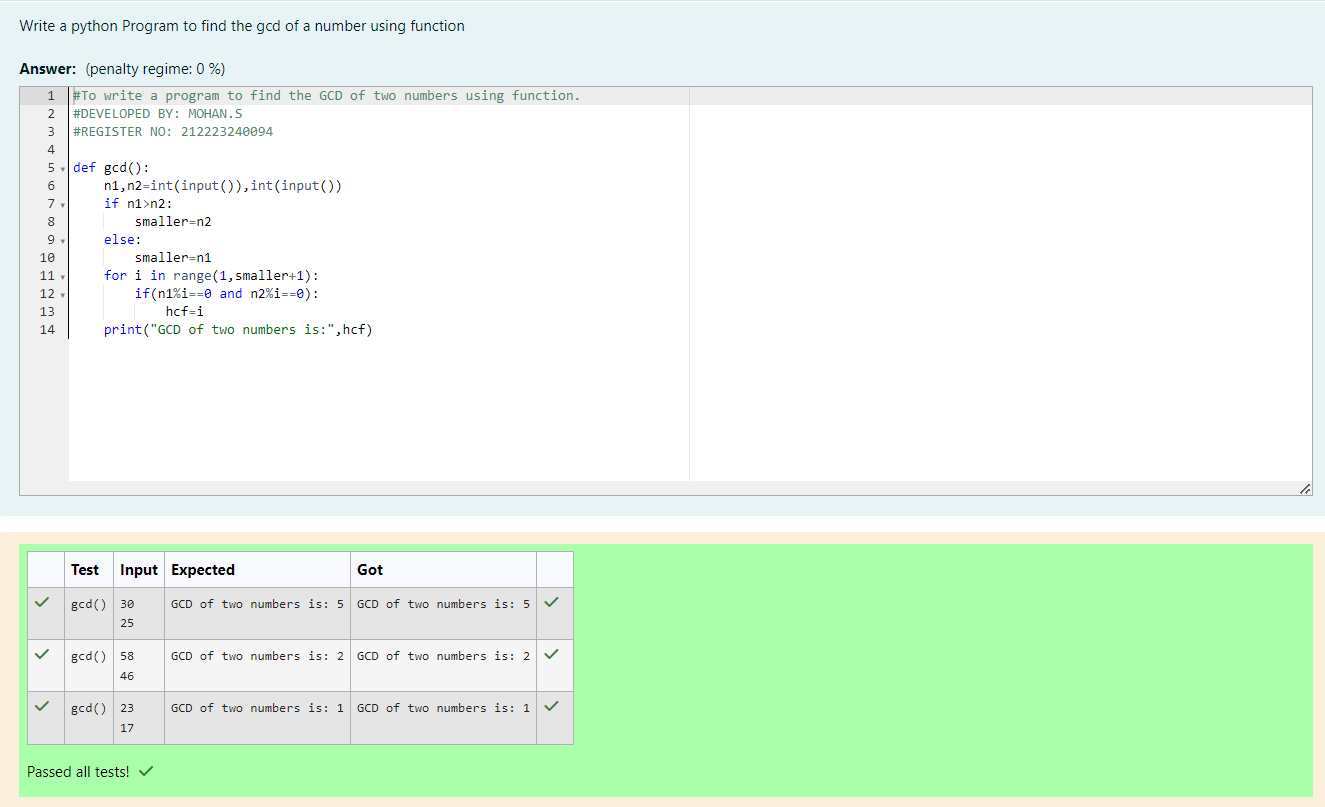 Write a python Program to find the gcd of a number using function
Answer: (penalty regime: 0 %)
1 #To write a program to find the GCD of two numbers using function.
2 #DEVELOPED BY: MOHAN.S
3 #REGISTER NO: 212223240094
4
5 def gcd():
6     n1,n2=int(input()),int(input())
7     if n1>n2:
8         smaller=n2
9     else:
10         smaller=n1
11     for i in range(1,smaller+1):
12         if(n1%i==0 and n2%i==0):
13             hcf=i
14     print("GCD of two numbers is:",hcf)
Test Input Expected Got
gcd() 30 GCD of two numbers is: 5 GCD of two numbers is: 5
25
gcd() 58 GCD of two numbers is: 2 GCD of two numbers is: 2
46
gcd() 23 GCD of two numbers is: 1 GCD of two numbers is: 1
17
Passed all tests!